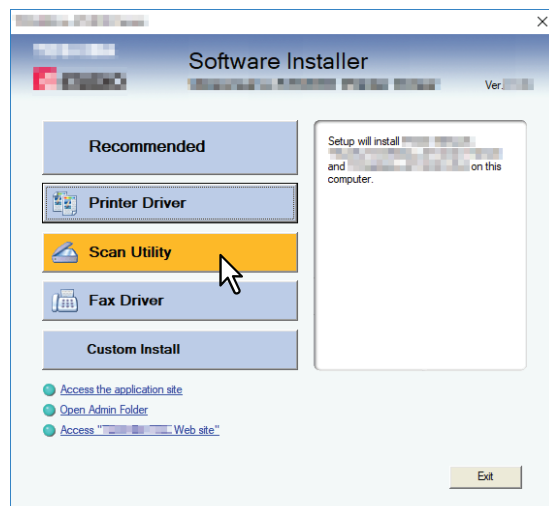 Software Installer
Ver.
Recommended
Setup will install
and on this
computer.
Printer Driver
Scan Utility
Fax Driver
Custom Install
Access the application site
Open Admin Folder
Access " Web site"
Exit